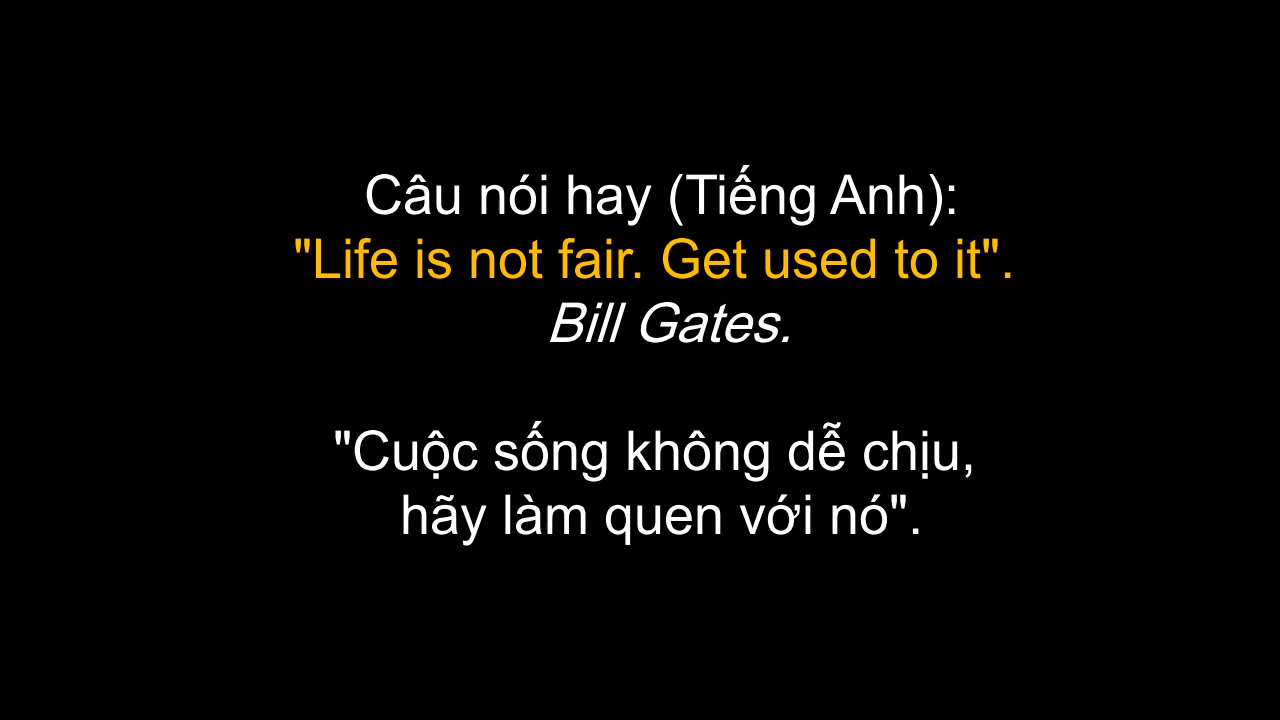 Câu nói hay (Tiếng Anh):
"Life is not fair. Get used to it".
Bill Gates.
"Cuộc sống không dễ chịu,
hãy làm quen với nó".